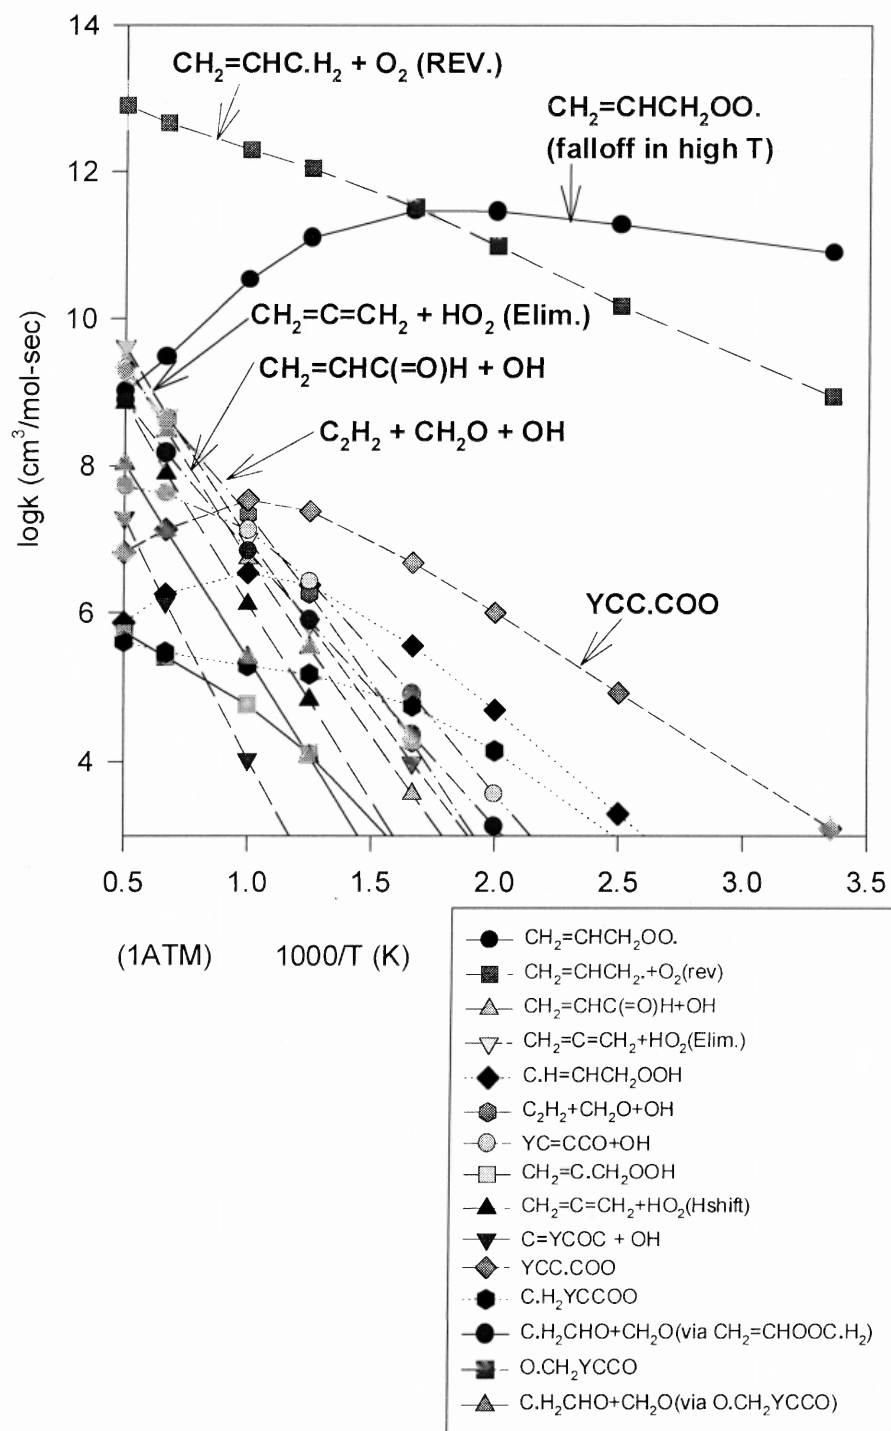 14
CH₂=CHC.H₂ + O₂ (REV.)
CH₂=CHCH₂OO.
(falloff in high T)
12
10
CH₂=C=CH₂ + HO₂ (Elim.)
CH₂=CHC(=O)H + OH
C₂H₂ + CH₂O + OH
logk (cm³/mol-sec)
8
YCC.COO
6
4
0.5 1.0 1.5 2.0 2.5 3.0 3.5
(1ATM) 1000/T (K)
CH₂=CHCH₂OO.
CH₂=CHCH₂.+O₂(rev)
CH₂=CHC(=O)H+OH
CH₂=C=CH₂+HO₂(Elim.)
C.H=CHCH₂OOH
C₂H₂+CH₂O+OH
YC=CCO+OH
CH₂=C.CH₂OOH
CH₂=C=CH₂+HO₂(Hshift)
C=YCOC + OH
YCC.COO
C.H₂YCCOO
C.H₂CHO+CH₂O(via CH₂=CHOOC.H₂)
O.CH₂YCCO
C.H₂CHO+CH₂O(via O.CH₂YCCO)